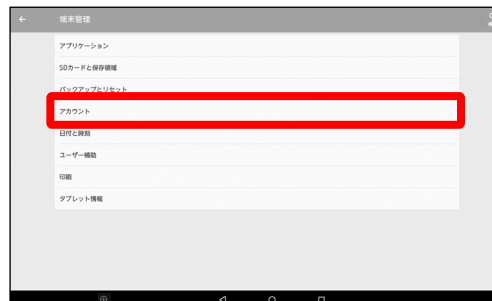 端末管理
アプリケーション
SDカードと保存領域
バックアップとリセット
アカウント
日付と時刻
ユーザー補助
印刷
タブレット情報